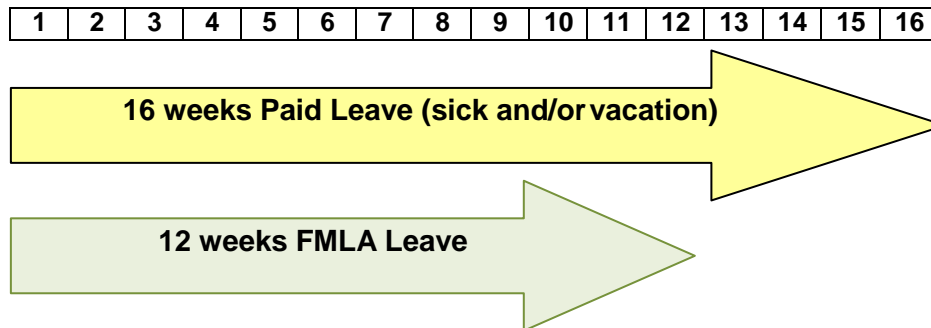 1 2 3 4 5 6 7 8 9 10 11 12 13 14 15 16
16 weeks Paid Leave (sick and/or vacation)
12 weeks FMLA Leave